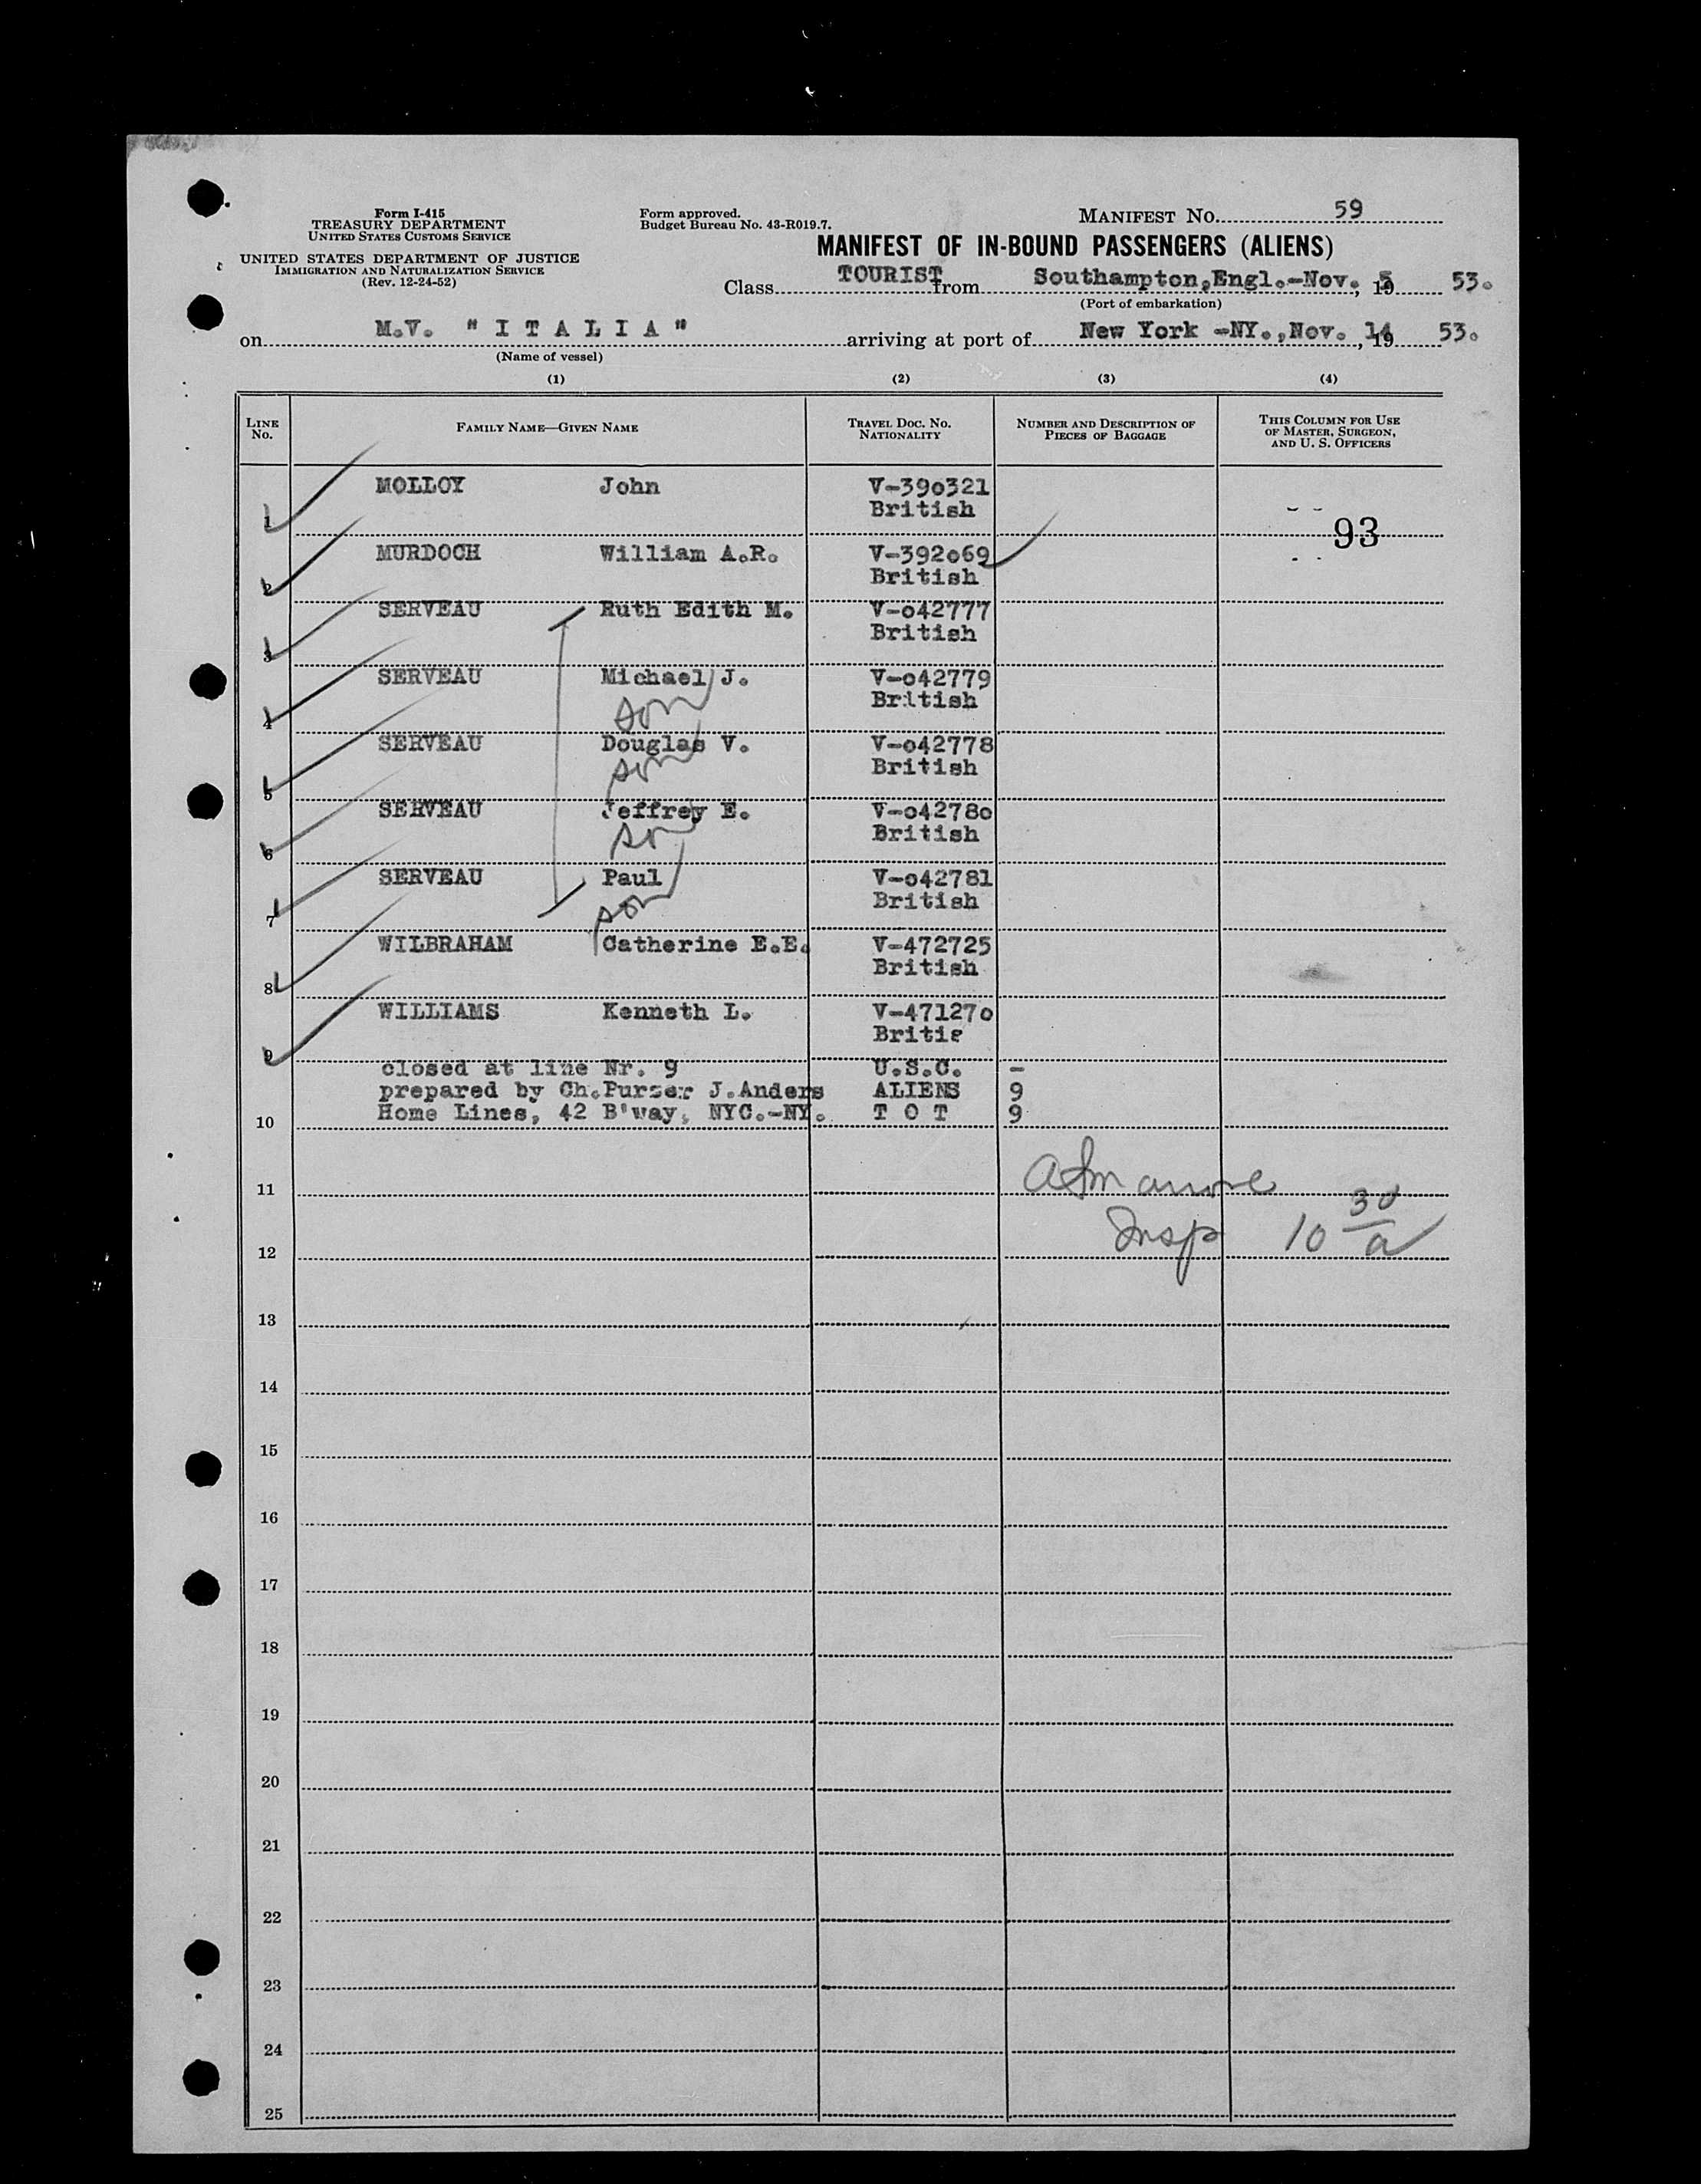 Form I-415
TREASURY DEPARTMENT
UNITED STATES CUSTOMS SERVICE
UNITED STATES DEPARTMENT OF JUSTICE
IMMIGRATION AND NATURALIZATION SERVICE
(Rev. 12-24-52)
Form approved.
Budget Bureau No. 43-R019.7.
MANIFEST NO. 59
MANIFEST OF IN-BOUND PASSENGERS (ALIENS)
Class TOURIST from Southampton,Engl.-Nov. 5, 19 53.
(Port of embarkation)
on M.V. "I T A L I A" arriving at port of New York -NY.,Nov. 14, 19 53.
(Name of vessel)
(1) (2) (3) (4)
LINE NO. FAMILY NAME—GIVEN NAME TRAVEL DOC. NO. NATIONALITY NUMBER AND DESCRIPTION OF PIECES OF BAGGAGE THIS COLUMN FOR USE OF MASTER, SURGEON, AND U. S. OFFICERS
1 MOLLOY John V-390321
British
93
2 MURDOCH William A.R. V-392069
British
3 SERVEAU Ruth Edith M. V-042777
British
4 SERVEAU Michael J. V-042779
son British
5 SERVEAU Douglas V. V-042778
son British
6 SERVEAU Jeffrey E. V-042780
son British
7 SERVEAU Paul V-042781
son British
8 WILBRAHAM Catherine E.E. V-472725
British
9 WILLIAMS Kenneth L. V-471270
Britis
closed at line Nr. 9 U.S.C. -
prepared by Ch.Purser J.Anders ALIENS 9
10 Home Lines, 42 B'way, NYC.-NY. T O T 9
11
12 Insp 10 30 a
13
14
15
16
17
18
19
20
21
22
23
24
25